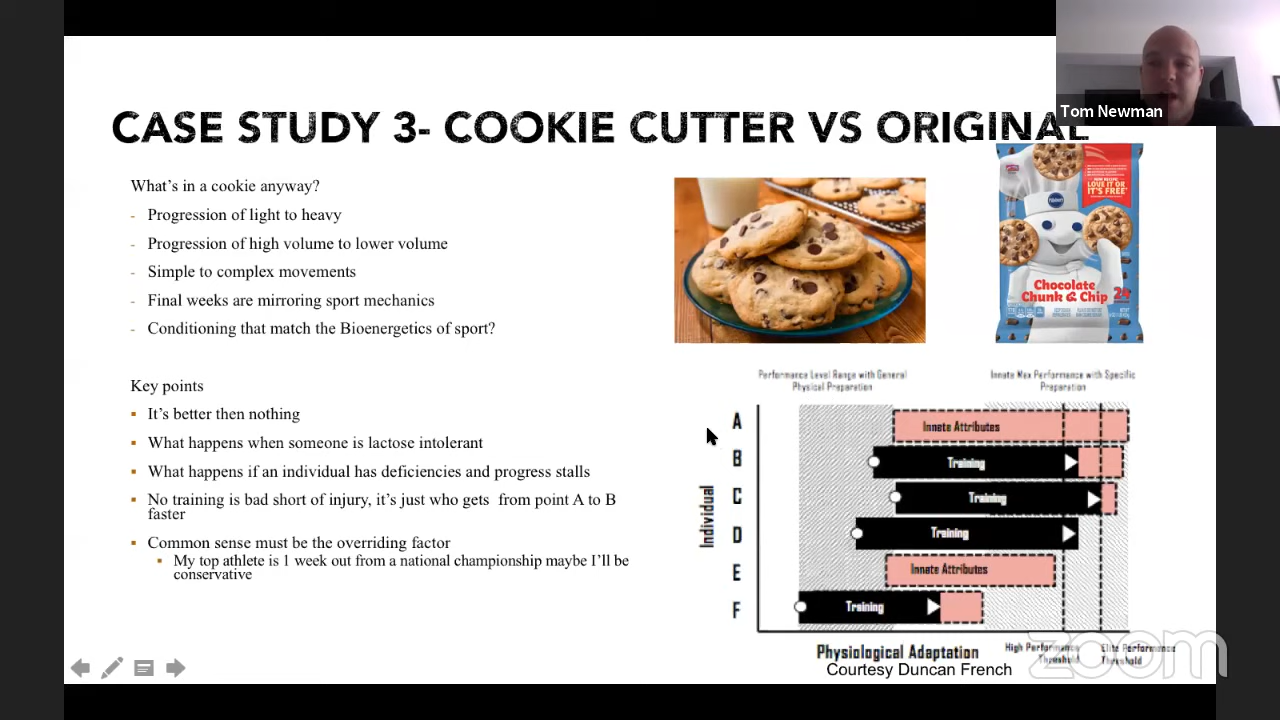 Tom Newman
CASE STUDY 3- COOKIE CUTTER VS ORIGINAL
What's in a cookie anyway?
- Progression of light to heavy
- Progression of high volume to lower volume
- Simple to complex movements
- Final weeks are mirroring sport mechanics
- Conditioning that match the Bioenergetics of sport?
Key points
▪ It's better then nothing
▪ What happens when someone is lactose intolerant
▪ What happens if an individual has deficiencies and progress stalls
▪ No training is bad short of injury, it's just who gets from point A to B
faster
▪ Common sense must be the overriding factor
▪ My top athlete is 1 week out from a national championship maybe I'll be
conservative
LOVE IT OR
IT'S FREE
Pillsbury
Chocolate
Chunk & Chip
24
Performance Level Range with General
Physical Preparation
Innate Max Performance with Specific
Preparation
Individual
A
Innate Attributes
B
Training
C
Training
D
Training
E
Innate Attributes
F
Training
Physiological Adaptation
High Performance
Threshold
Elite Performance
Threshold
Courtesy Duncan French
zoom